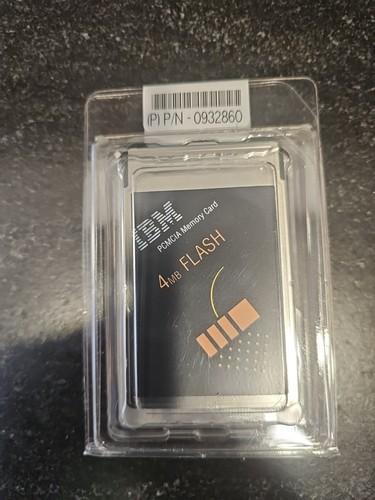 (P) P/N - 0932860
IBM
PCMCIA Memory Card
4MB FLASH